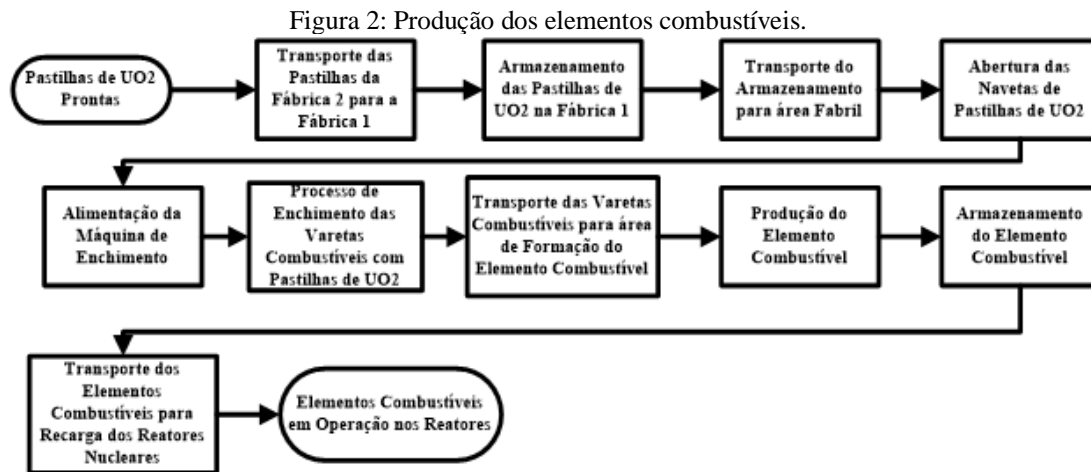 Figura 2: Produção dos elementos combustíveis.
Pastilhas de UO2
Prontas
Transporte das
Pastilhas da
Fábrica 2 para a
Fábrica 1
Armazenamento
das Pastilhas de
UO2 na Fábrica 1
Transporte do
Armazenamento
para área Fabril
Abertura das
Navetas de
Pastilhas de UO2
Alimentação da
Máquina de
Enchimento
Processo de
Enchimento das
Varetas
Combustíveis com
Pastilhas de UO2
Transporte das Varetas
Combustíveis para área
de Formação do
Elemento Combustível
Produção do
Elemento
Combustível
Armazenamento
do Elemento
Combustível
Transporte dos
Elementos
Combustíveis para
Recarga dos Reatores
Nucleares
Elementos Combustíveis
em Operação nos Reatores